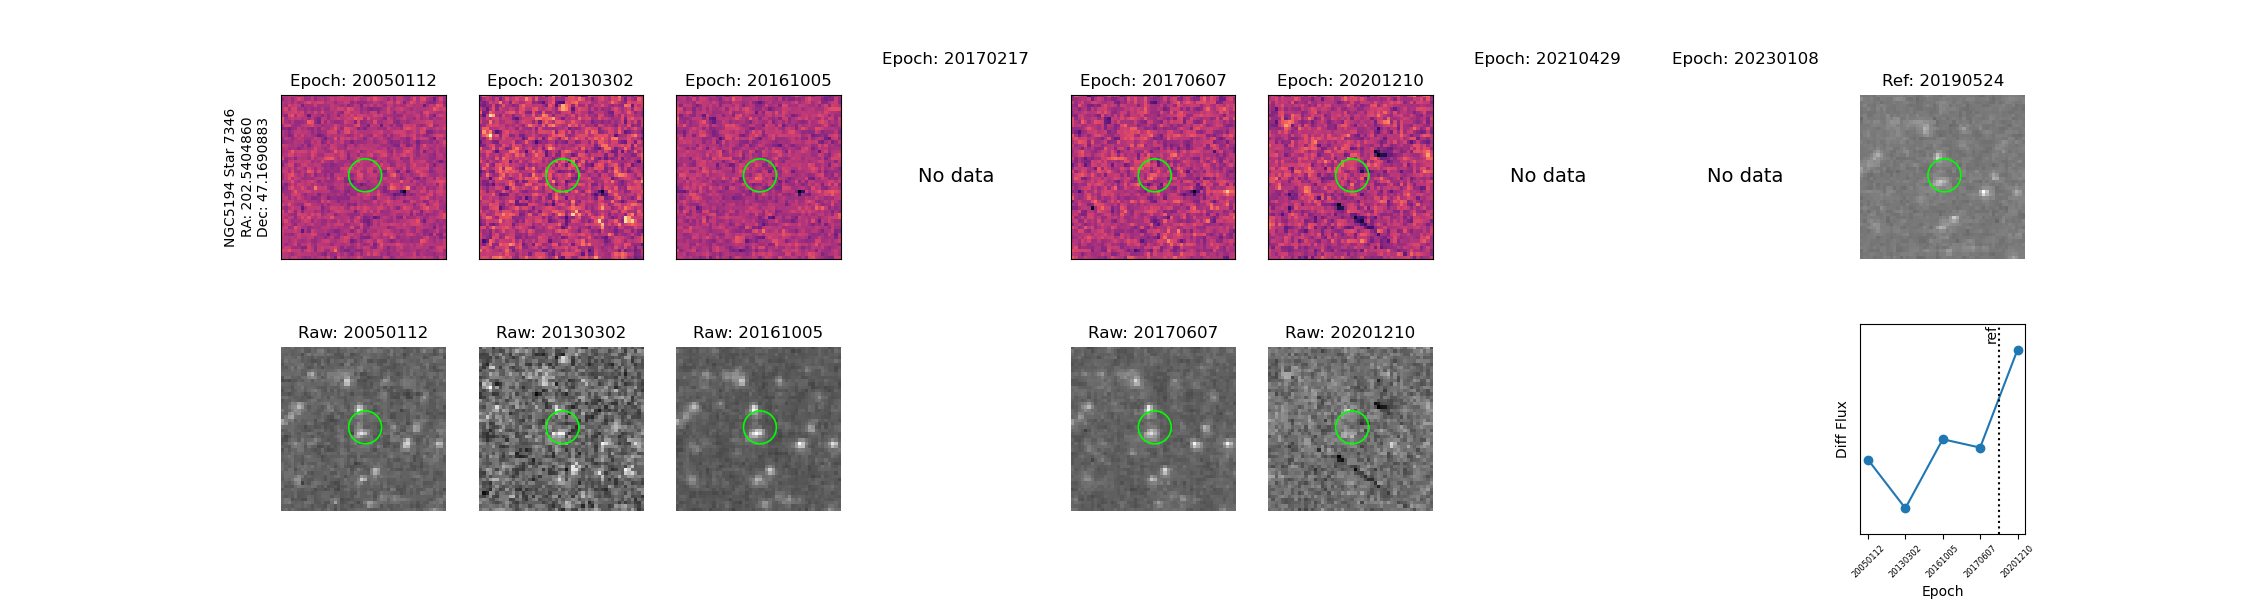 NGC5194 Star 7346
RA: 202.5404860
Dec: 47.1690883
Epoch: 20050112
Epoch: 20130302
Epoch: 20161005
Epoch: 20170217
No data
Epoch: 20170607
Epoch: 20201210
Epoch: 20210429
No data
Epoch: 20230108
No data
Ref: 20190524
Raw: 20050112
Raw: 20130302
Raw: 20161005
Raw: 20170607
Raw: 20201210
ref
Diff Flux
20050112
20130302
20161005
20170607
20201210
Epoch